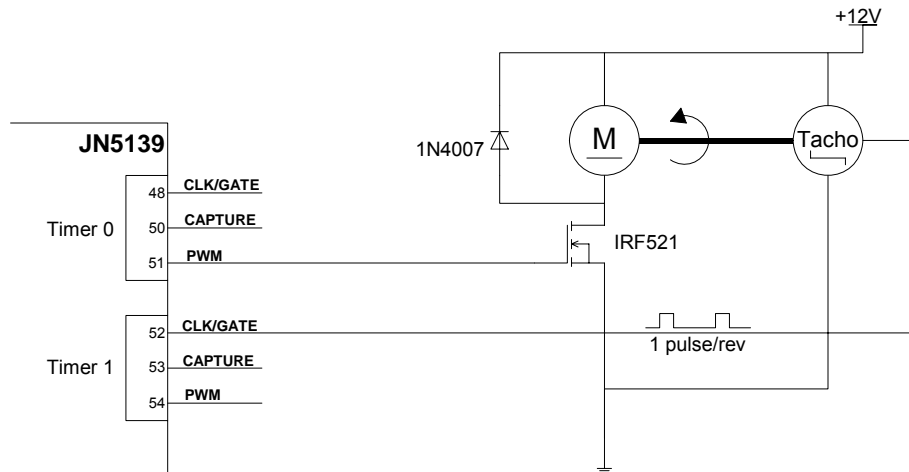 +12V
JN5139
1N4007
M
Tacho
48
CLK/GATE
Timer 0
50
CAPTURE
IRF521
51
PWM
52
CLK/GATE
1 pulse/rev
Timer 1
53
CAPTURE
54
PWM